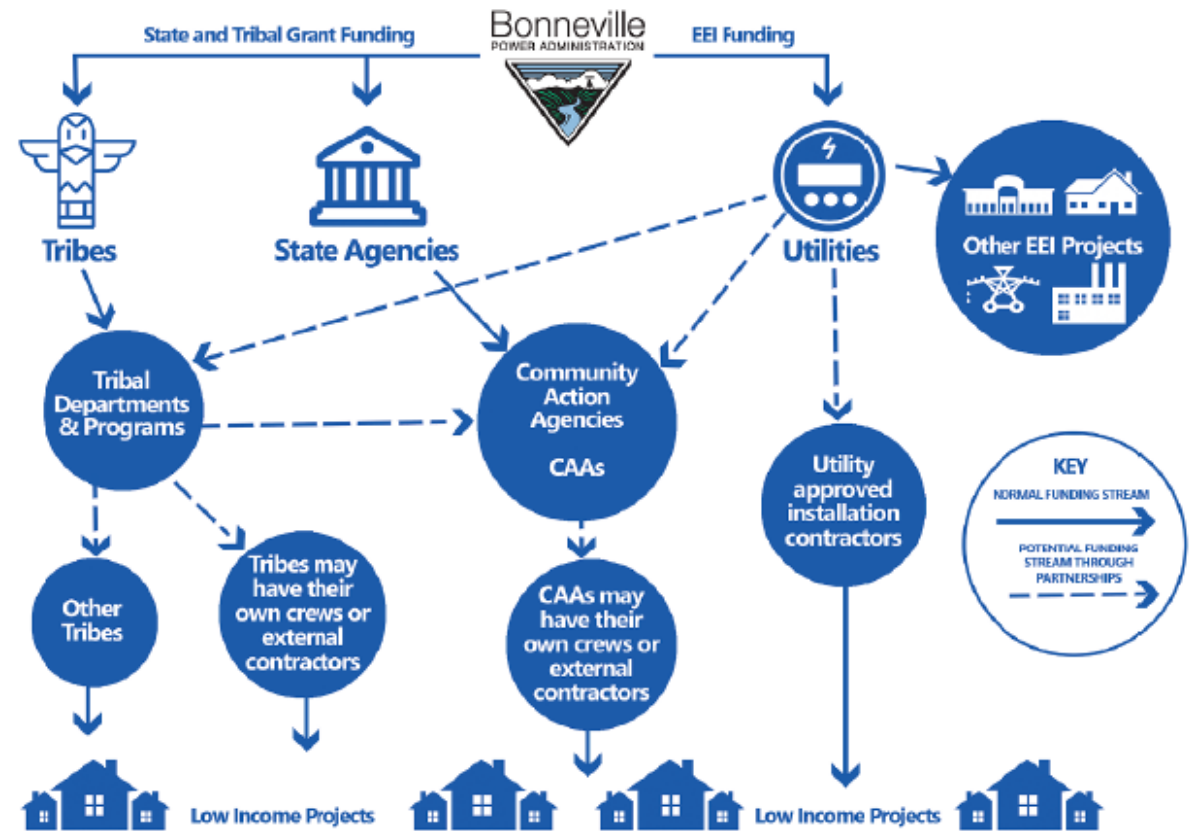 Bonneville
POWER ADMINISTRATION
State and Tribal Grant Funding
EEI Funding
Tribes
State Agencies
Utilities
Other EEI Projects
Tribal
Departments
& Programs
Community
Action
Agencies
CAAs
Utility
approved
installation
contractors
KEY
NORMAL FUNDING STREAM
POTENTIAL FUNDING
STREAM THROUGH
PARTNERSHIPS
Other
Tribes
Tribes may
have their
own crews or
external
contractors
CAAs may
have their
own crews or
external
contractors
Low Income Projects
Low Income Projects